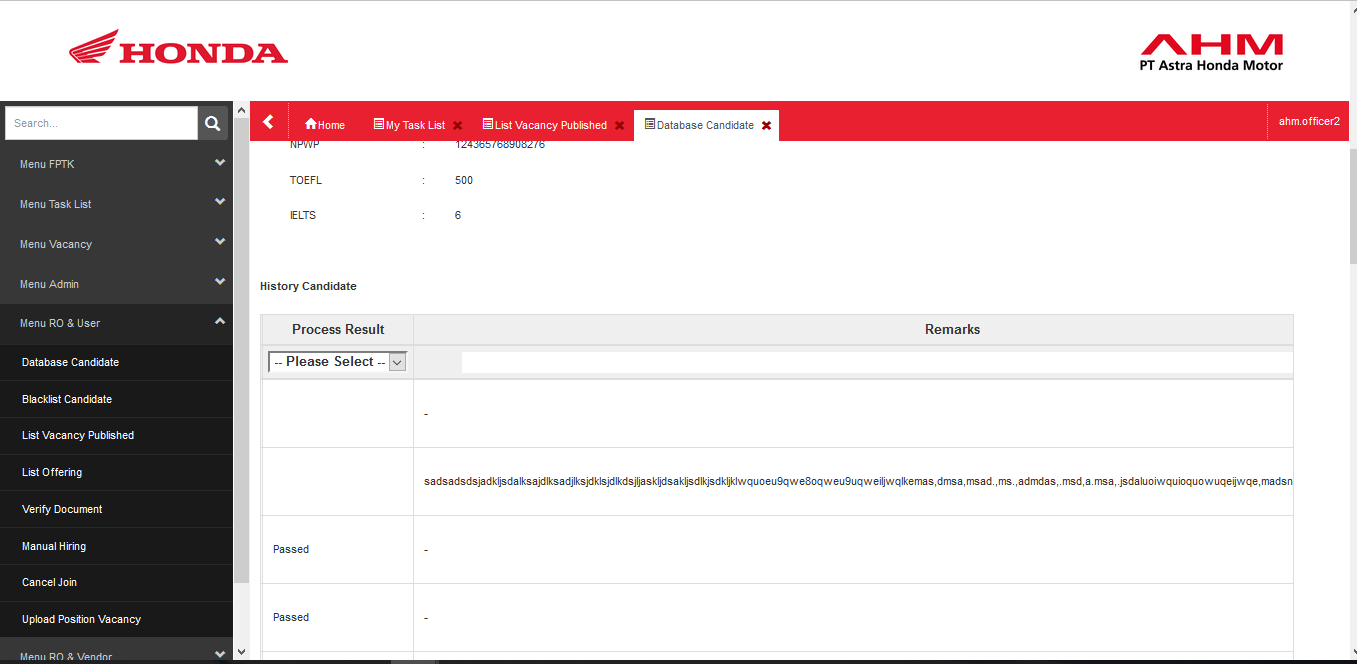 HONDA
AHM
PT Astra Honda Motor
Search...
Home
My Task List
List Vacancy Published
Database Candidate
ahm.officer2
Menu FPTK
Menu Task List
Menu Vacancy
Menu Admin
Menu RO & User
Database Candidate
Blacklist Candidate
List Vacancy Published
List Offering
Verify Document
Manual Hiring
Cancel Join
Upload Position Vacancy
Menu RO & Vendor
NPWP : 124365768908276
TOEFL : 500
IELTS : 6
History Candidate
Process Result Remarks
-- Please Select --
-
sadsadsdsjadkljsdalksajdlksadjlksjdklsjdlkdsjljaskljdsakljsdlkjsdkljklwquoeu9qwe8oqweu9uqweiljwqlkemas,dmsa,msad.,ms.,admdas,.msd,a.msa,.jsdaluoiwquioquowuqeijwqe,madsn
Passed -
Passed -